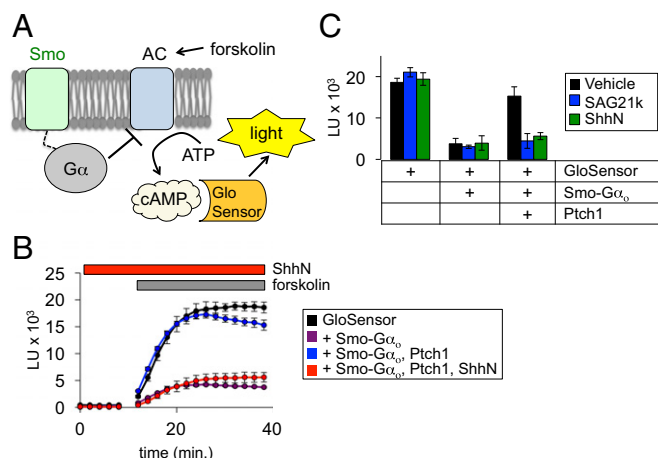 A
Smo
AC
forskolin
Gα
ATP
cAMP
Glo
Sensor
light
B
ShhN
forskolin
25
20
15
10
5
0
LU x 10³
0
20
40
time (min.)
GloSensor
+ Smo-Gαₒ
+ Smo-Gαₒ, Ptch1
+ Smo-Gαₒ, Ptch1, ShhN
C
20
10
0
LU x 10³
Vehicle
SAG21k
ShhN
+ + + GloSensor
+ + Smo-Gαₒ
+ Ptch1